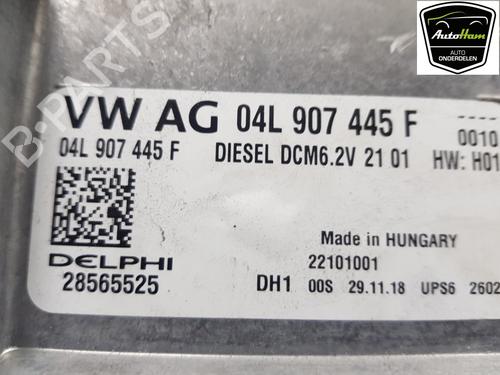 AutoHam
AUTO
ONDERDELEN
B-PARTS
VW AG 04L 907 445 F
0010
04L 907 445 F DIESEL DCM6.2V 21 01 HW: H01
Made in HUNGARY
DELPHI
22101001
28565525
DH1 00S 29.11.18 UPS6 2602